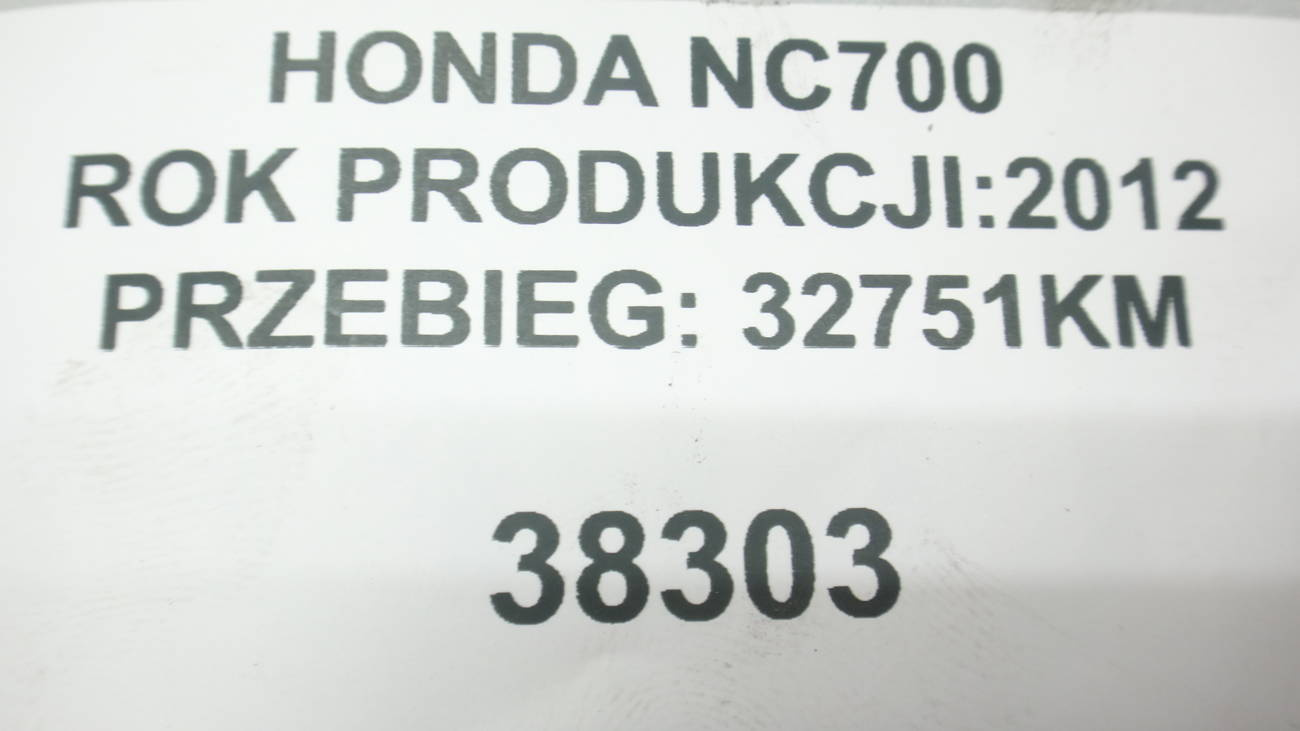 HONDA NC700
ROK PRODUKCJI:2012
PRZEBIEG: 32751KM
38303